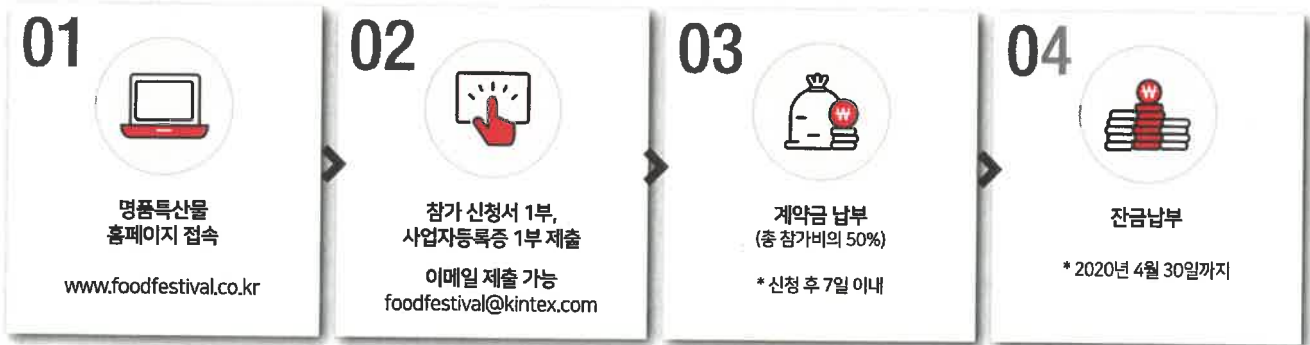 01
명품특산물
홈페이지 접속
www.foodfestival.co.kr
02
참가 신청서 1부,
사업자등록증 1부 제출
이메일 제출 가능
foodfestival@kintex.com
03
₩
계약금 납부
(총 참가비의 50%)
* 신청 후 7일 이내
04
₩
잔금납부
* 2020년 4월 30일까지